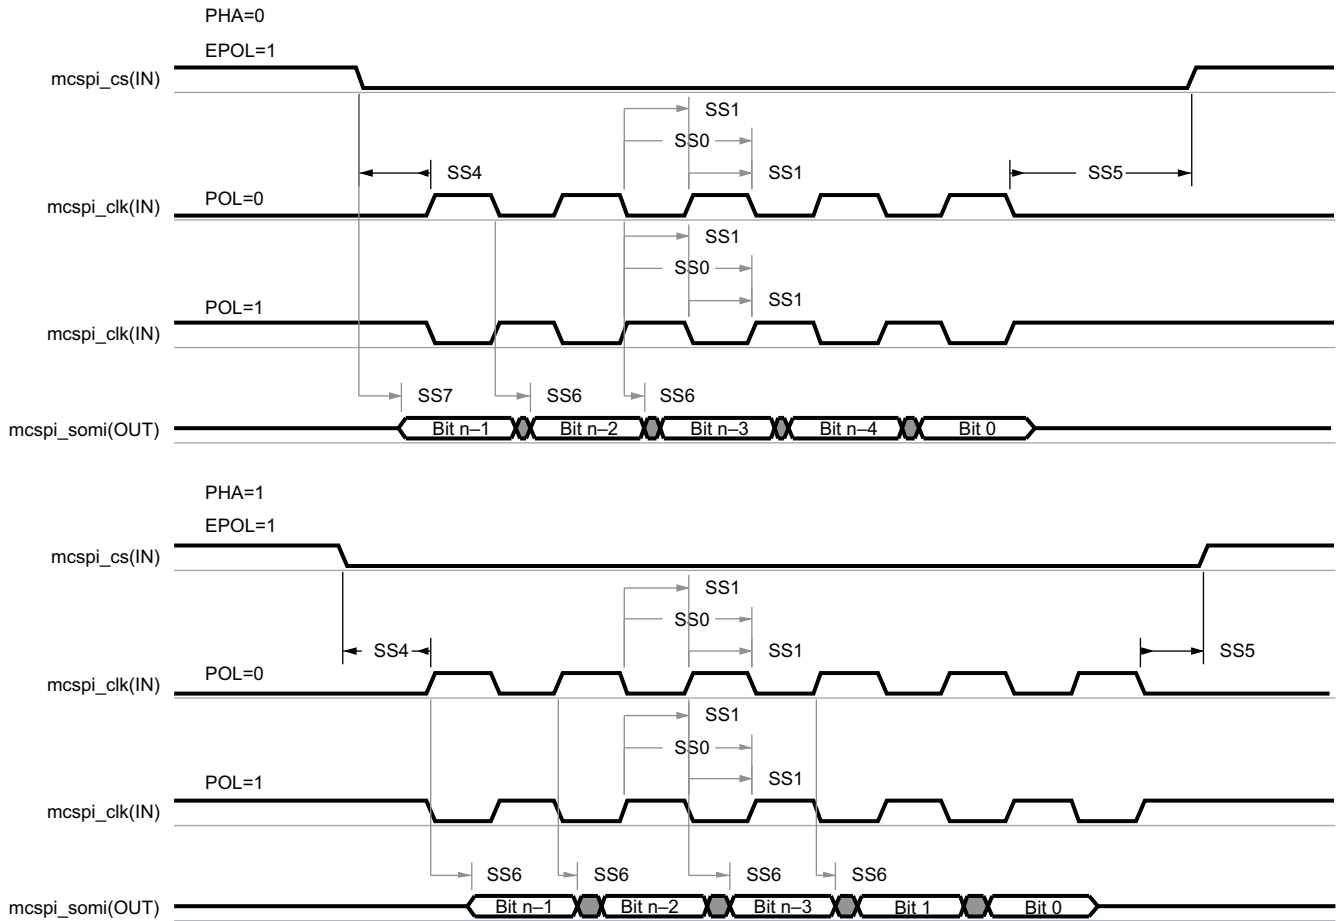 PHA=0
EPOL=1
mcspi_cs(IN)
SS1
SS0
SS4
SS1
SS5
POL=0
mcspi_clk(IN)
SS1
SS0
SS1
POL=1
mcspi_clk(IN)
SS7
SS6
SS6
mcspi_somi(OUT)
Bit n–1
Bit n–2
Bit n–3
Bit n–4
Bit 0
PHA=1
EPOL=1
mcspi_cs(IN)
SS1
SS0
SS4
SS1
SS5
POL=0
mcspi_clk(IN)
SS1
SS0
SS1
POL=1
mcspi_clk(IN)
SS6
SS6
SS6
SS6
mcspi_somi(OUT)
Bit n–1
Bit n–2
Bit n–3
Bit 1
Bit 0